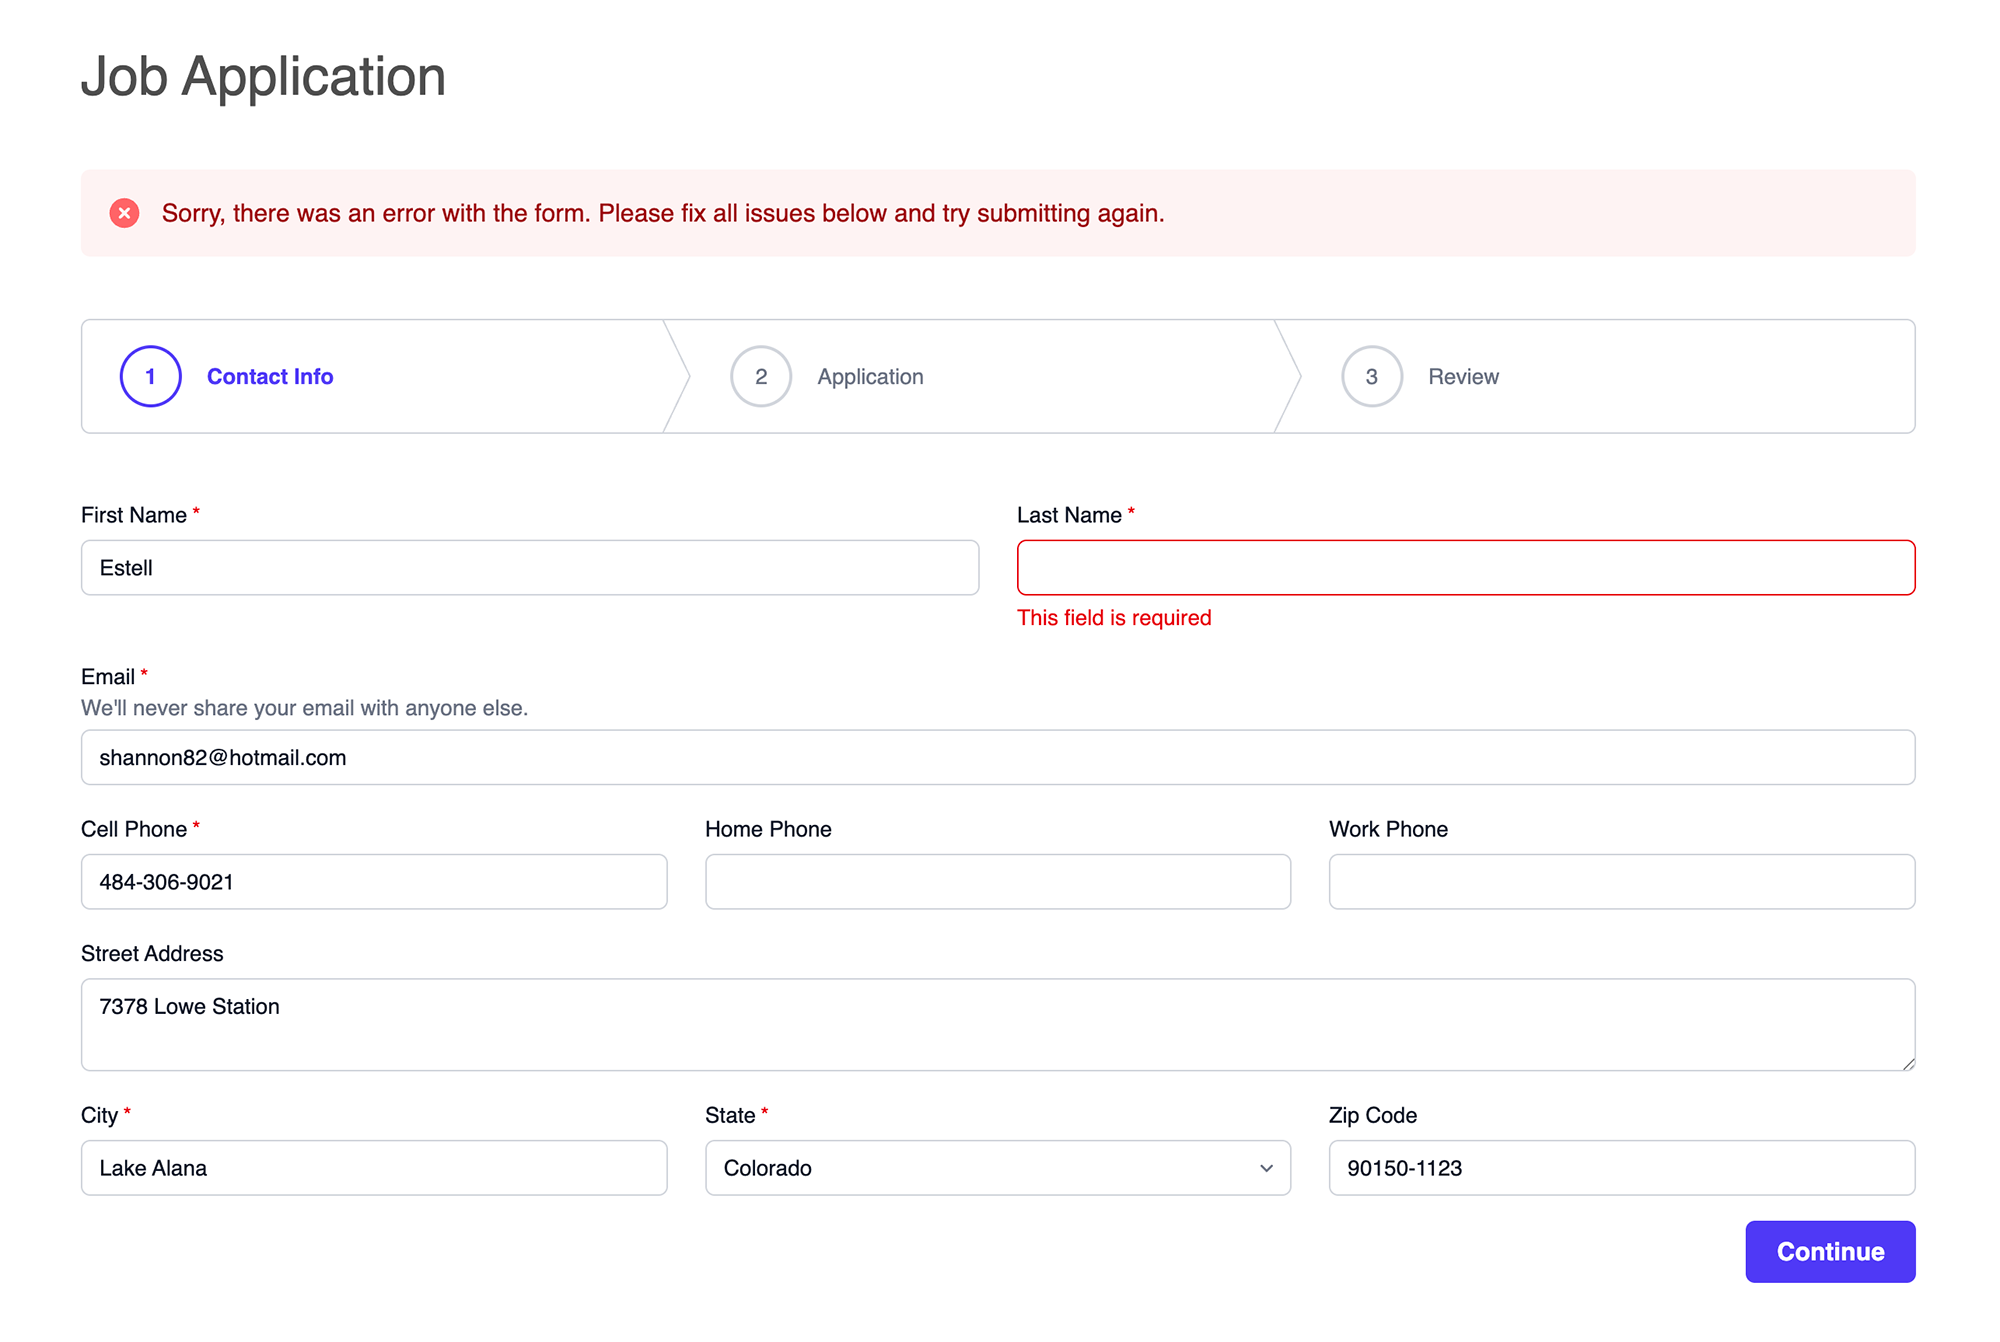 Job Application
Sorry, there was an error with the form. Please fix all issues below and try submitting again.
1 Contact Info
2 Application
3 Review
First Name *
Estell
Last Name *
This field is required
Email *
We'll never share your email with anyone else.
shannon82@hotmail.com
Cell Phone *
484-306-9021
Home Phone
Work Phone
Street Address
7378 Lowe Station
City *
Lake Alana
State *
Colorado
Zip Code
90150-1123
Continue